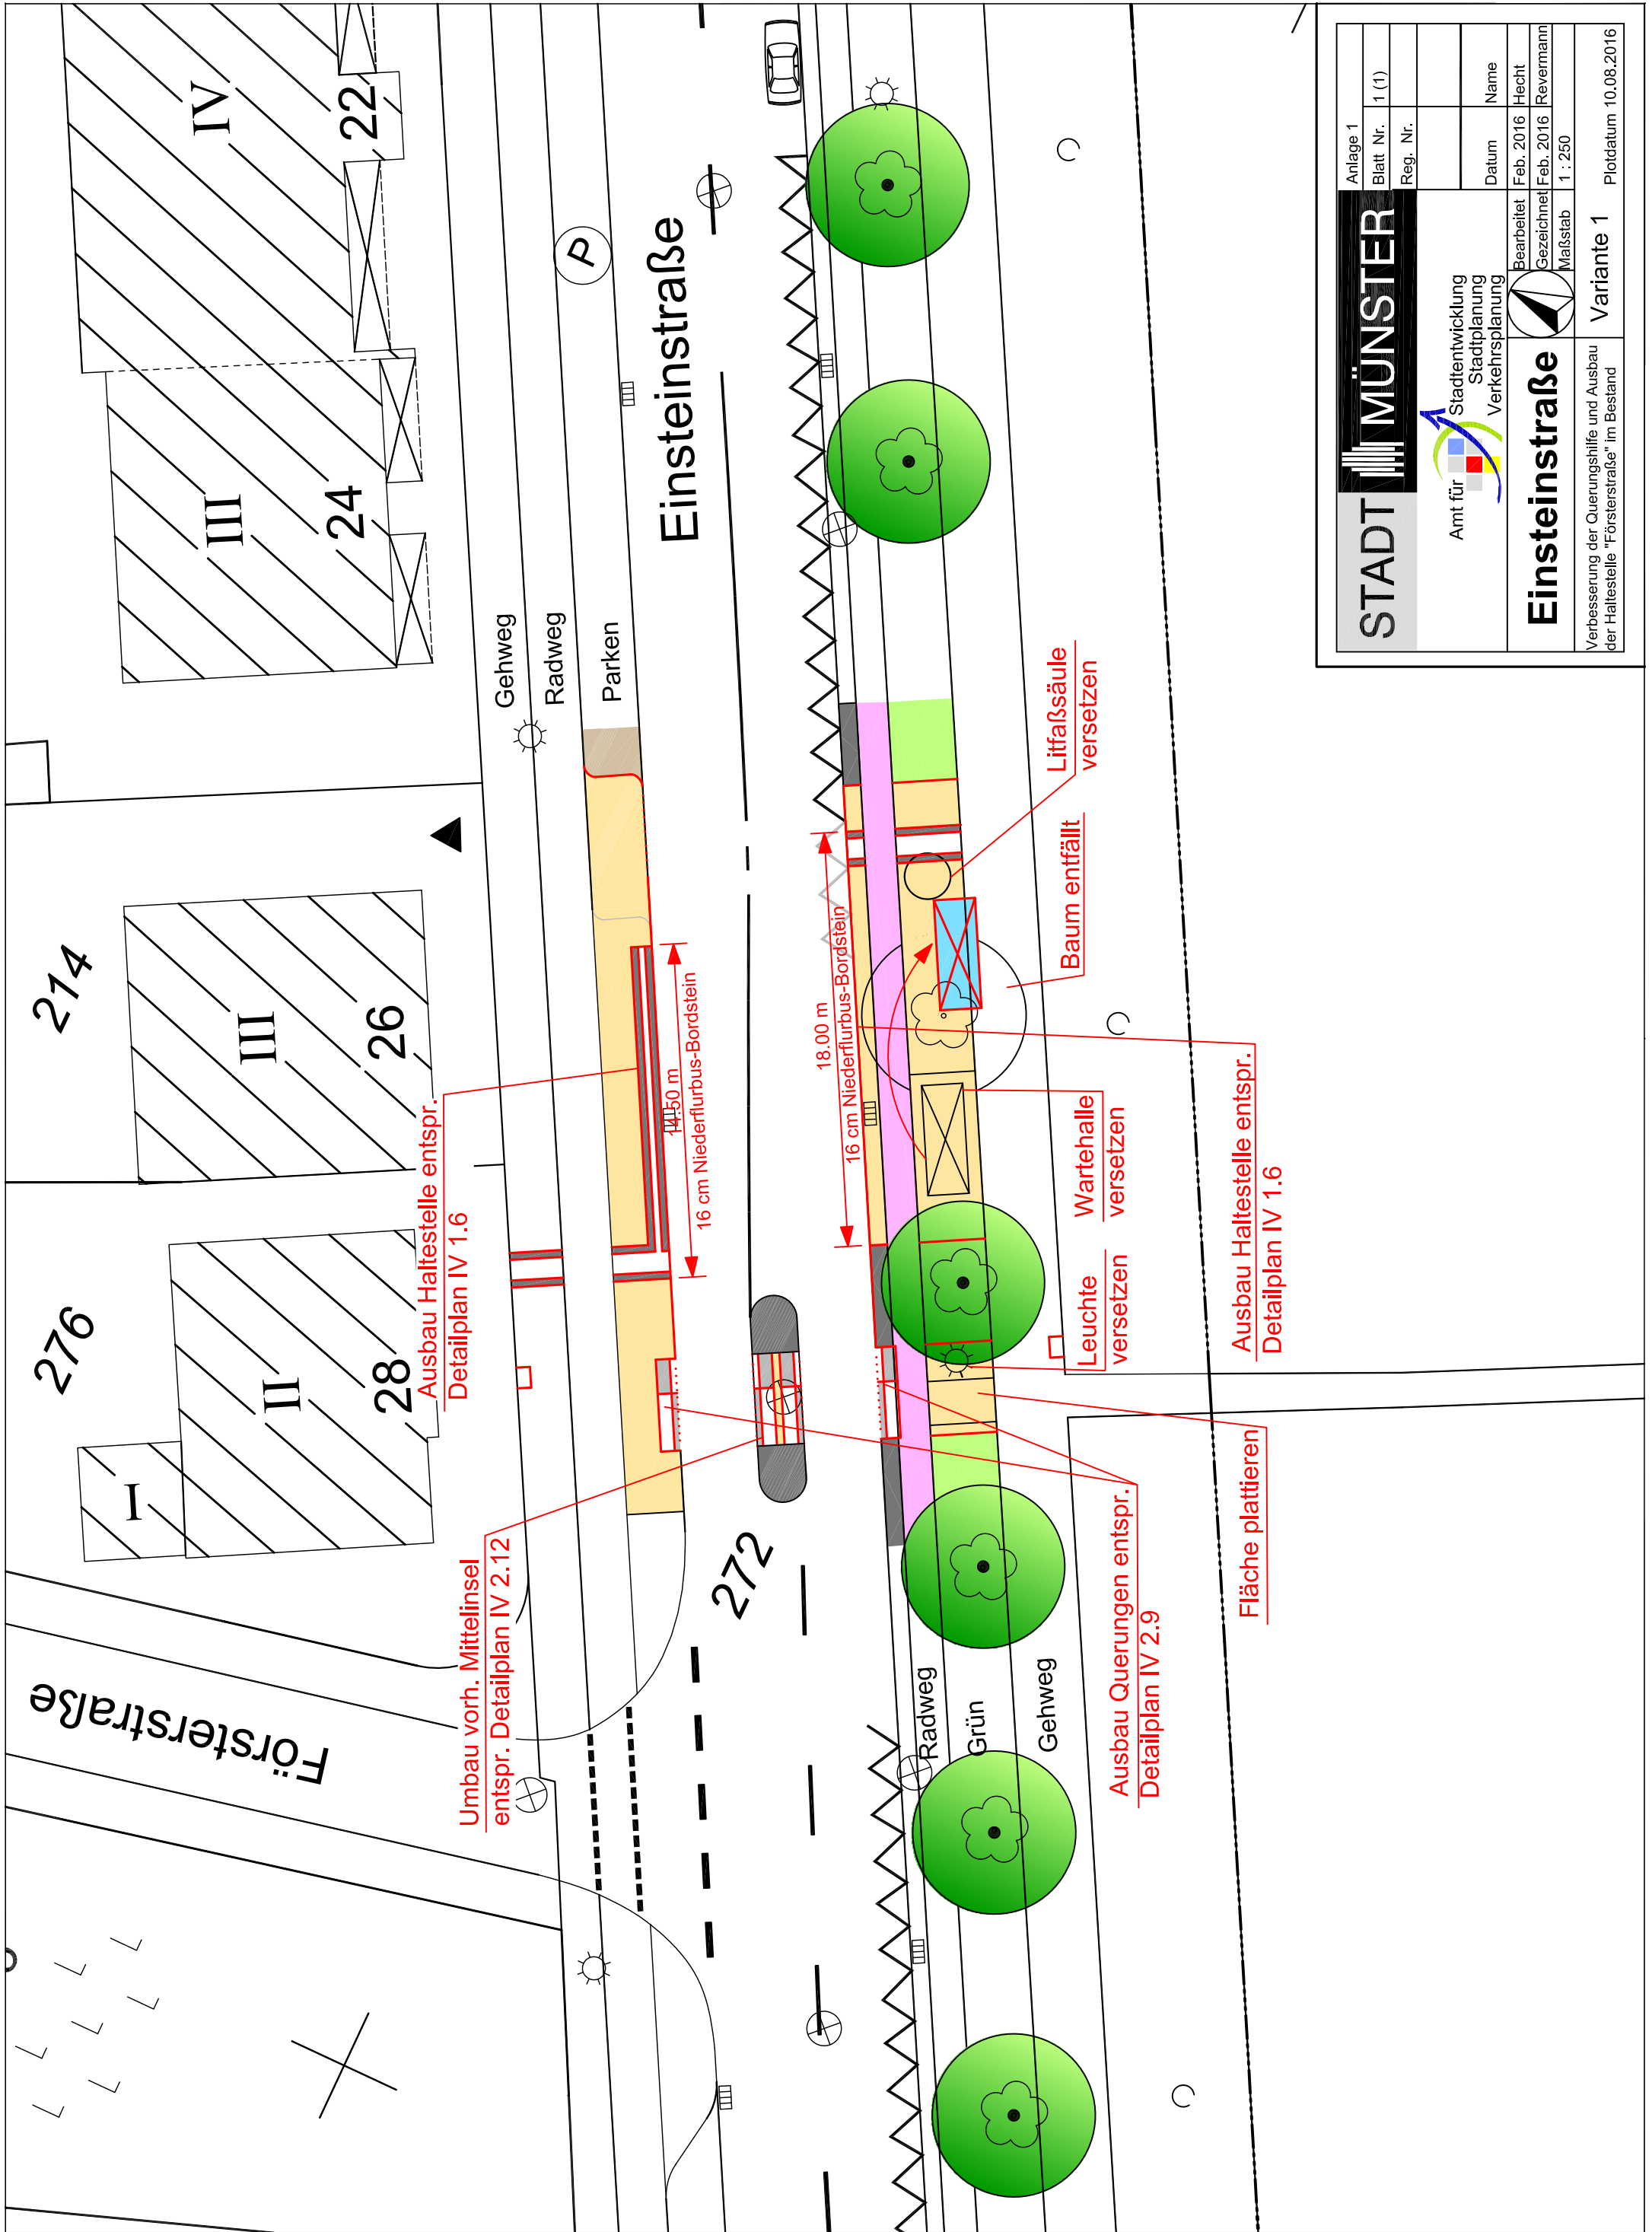 IV
22
III
24
214
III
26
276
II
28
I
Försterstraße
Gehweg
Radweg
Parken
P
Einsteinstraße
272
Ausbau Haltestelle entspr.
Detailplan IV 1.6
50 m
16 cm Niederflurbus-Bordstein
Umbau vorh. Mittelinsel
entspr. Detailplan IV 2.12
18.00 m
16 cm Niederflurbus-Bordstein
Litfaßsäule
versetzen
Baum entfällt
Wartehalle
versetzen
Leuchte
versetzen
Ausbau Haltestelle entspr.
Detailplan IV 1.6
Fläche plattieren
Ausbau Querungen entspr.
Detailplan IV 2.9
Radweg
Grün
Gehweg
STADT MÜNSTER
Amt für Stadtentwicklung
Stadtplanung
Verkehrsplanung
Anlage 1
Blatt Nr. 1 (1)
Reg. Nr.
Datum Name
Bearbeitet Feb. 2016 Hecht
Gezeichnet Feb. 2016 Revermann
Maßstab 1 : 250
Einsteinstraße
Verbesserung der Querungshilfe und Ausbau
der Haltestelle "Försterstraße" im Bestand
Variante 1
Plotdatum 10.08.2016